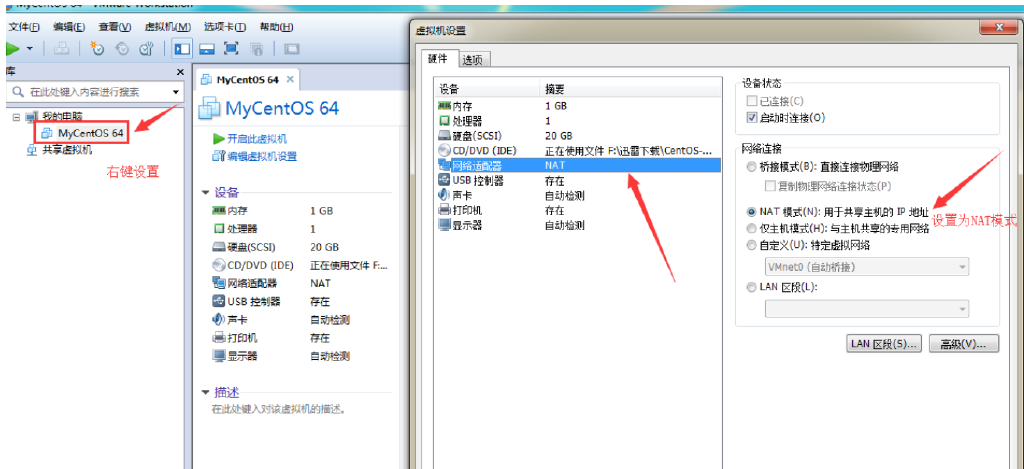 MyCentOS 64 - VMware Workstation
文件(F) 编辑(E) 查看(V) 虚拟机(M) 选项卡(T) 帮助(H)
库
在此处键入内容进行搜索
我的电脑
MyCentOS 64
共享虚拟机
右键设置
MyCentOS 64
MyCentOS 64
开启此虚拟机
编辑虚拟机设置
设备
内存 1 GB
处理器 1
硬盘(SCSI) 20 GB
CD/DVD (IDE) 正在使用文件 F:...
网络适配器 NAT
USB 控制器 存在
声卡 自动检测
打印机 存在
显示器 自动检测
描述
在此处键入对该虚拟机的描述。
虚拟机设置
硬件 选项
设备 摘要
内存 1 GB
处理器 1
硬盘(SCSI) 20 GB
CD/DVD (IDE) 正在使用文件 F:\迅雷下载\CentOS-...
网络适配器 NAT
USB 控制器 存在
声卡 自动检测
打印机 存在
显示器 自动检测
设备状态
已连接(C)
启动时连接(O)
网络连接
桥接模式(B): 直接连接物理网络
复制物理网络连接状态(P)
NAT 模式(N): 用于共享主机的 IP 地址
设置为NAT模式
仅主机模式(H): 与主机共享的专用网络
自定义(U): 特定虚拟网络
VMnet0 (自动桥接)
LAN 区段(L):
LAN 区段(S)... 高级(V)...